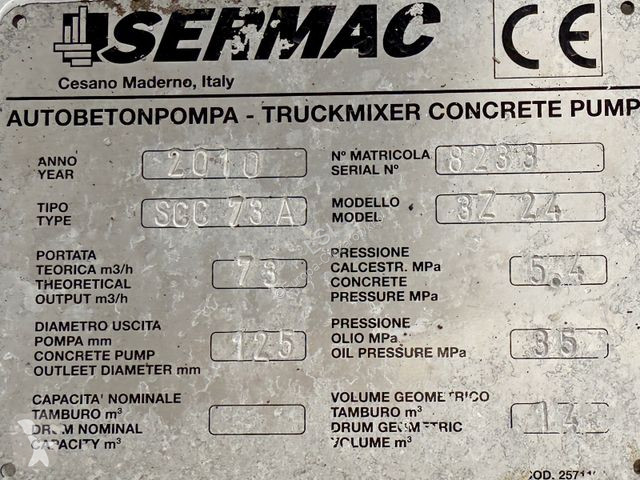 SERMAC
CE
Cesano Maderno, Italy
AUTOBETONPOMPA - TRUCKMIXER CONCRETE PUMP
ANNO
YEAR
2010
N° MATRICOLA
SERIAL N°
8233
TIPO
TYPE
SCC 73 A
MODELLO
MODEL
3Z 24
PORTATA
TEORICA m3/h
THEORETICAL
OUTPUT m3/h
73
PRESSIONE
CALCESTR. MPa
CONCRETE
PRESSURE MPa
5.4
DIAMETRO USCITA
POMPA mm
CONCRETE PUMP
OUTLEET DIAMETER mm
125
PRESSIONE
OLIO MPa
OIL PRESSURE MPa
35
CAPACITA' NOMINALE
TAMBURO m³
DRUM NOMINAL
CAPACITY m³
VOLUME GEOMETRICO
TAMBURO m³
DRUM GEOMETRIC
VOLUME m³
14
COD. 25711